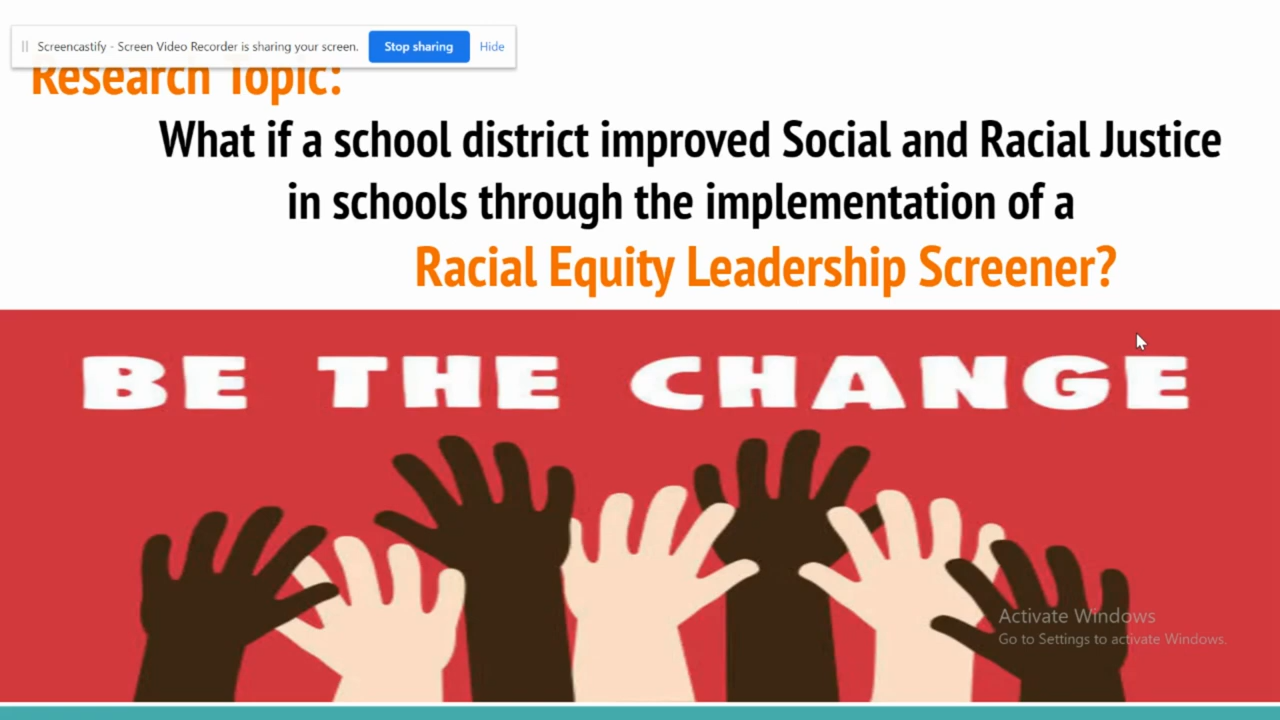 Screencastify - Screen Video Recorder is sharing your screen. Stop sharing Hide
Research Topic:
What if a school district improved Social and Racial Justice
in schools through the implementation of a
Racial Equity Leadership Screener?
BE THE CHANGE
Activate Windows
Go to Settings to activate Windows.